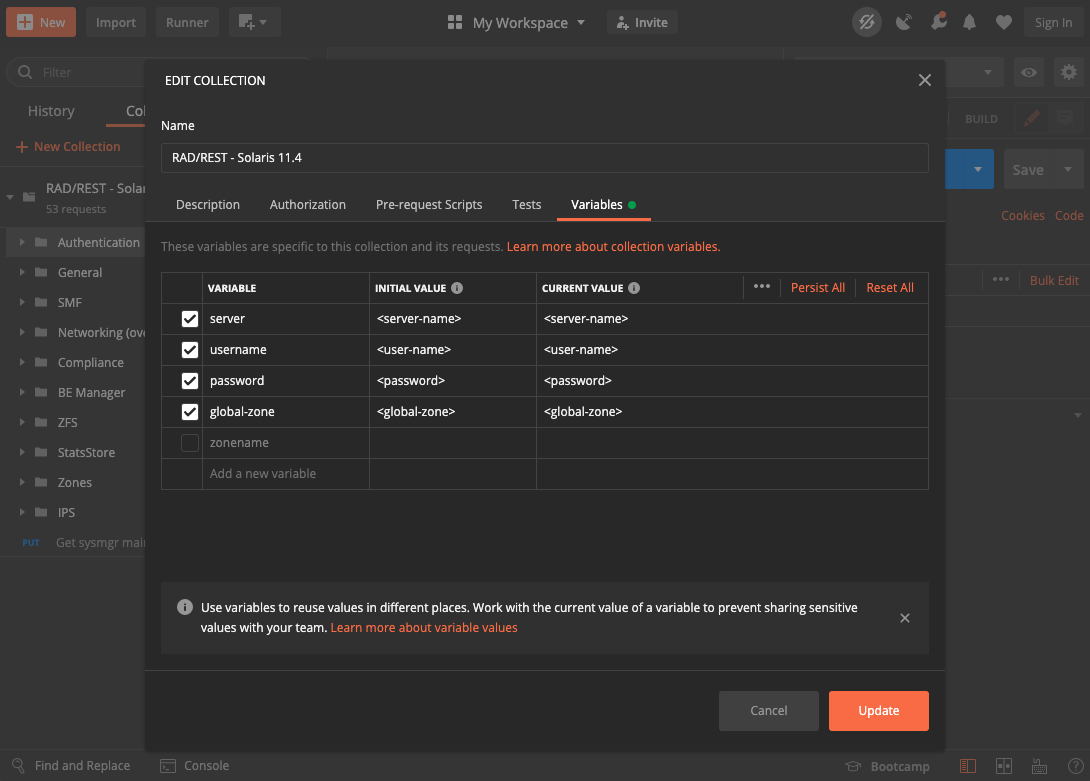 New
Import
Runner
My Workspace
Invite
Sign In
Filter
History
Col
New Collection
RAD/REST - Solar
53 requests
Authentication
General
SMF
Networking (ove
Compliance
BE Manager
ZFS
StatsStore
Zones
IPS
PUT Get sysmgr mai
EDIT COLLECTION
Name
RAD/REST - Solaris 11.4
Description Authorization Pre-request Scripts Tests Variables
These variables are specific to this collection and its requests. Learn more about collection variables.
VARIABLE INITIAL VALUE CURRENT VALUE Persist All Reset All
server <server-name> <server-name>
username <user-name> <user-name>
password <password> <password>
global-zone <global-zone> <global-zone>
zonename
Add a new variable
Use variables to reuse values in different places. Work with the current value of a variable to prevent sharing sensitive
values with your team. Learn more about variable values
Cancel Update
BUILD
Save
Cookies Code
Bulk Edit
Find and Replace Console Bootcamp